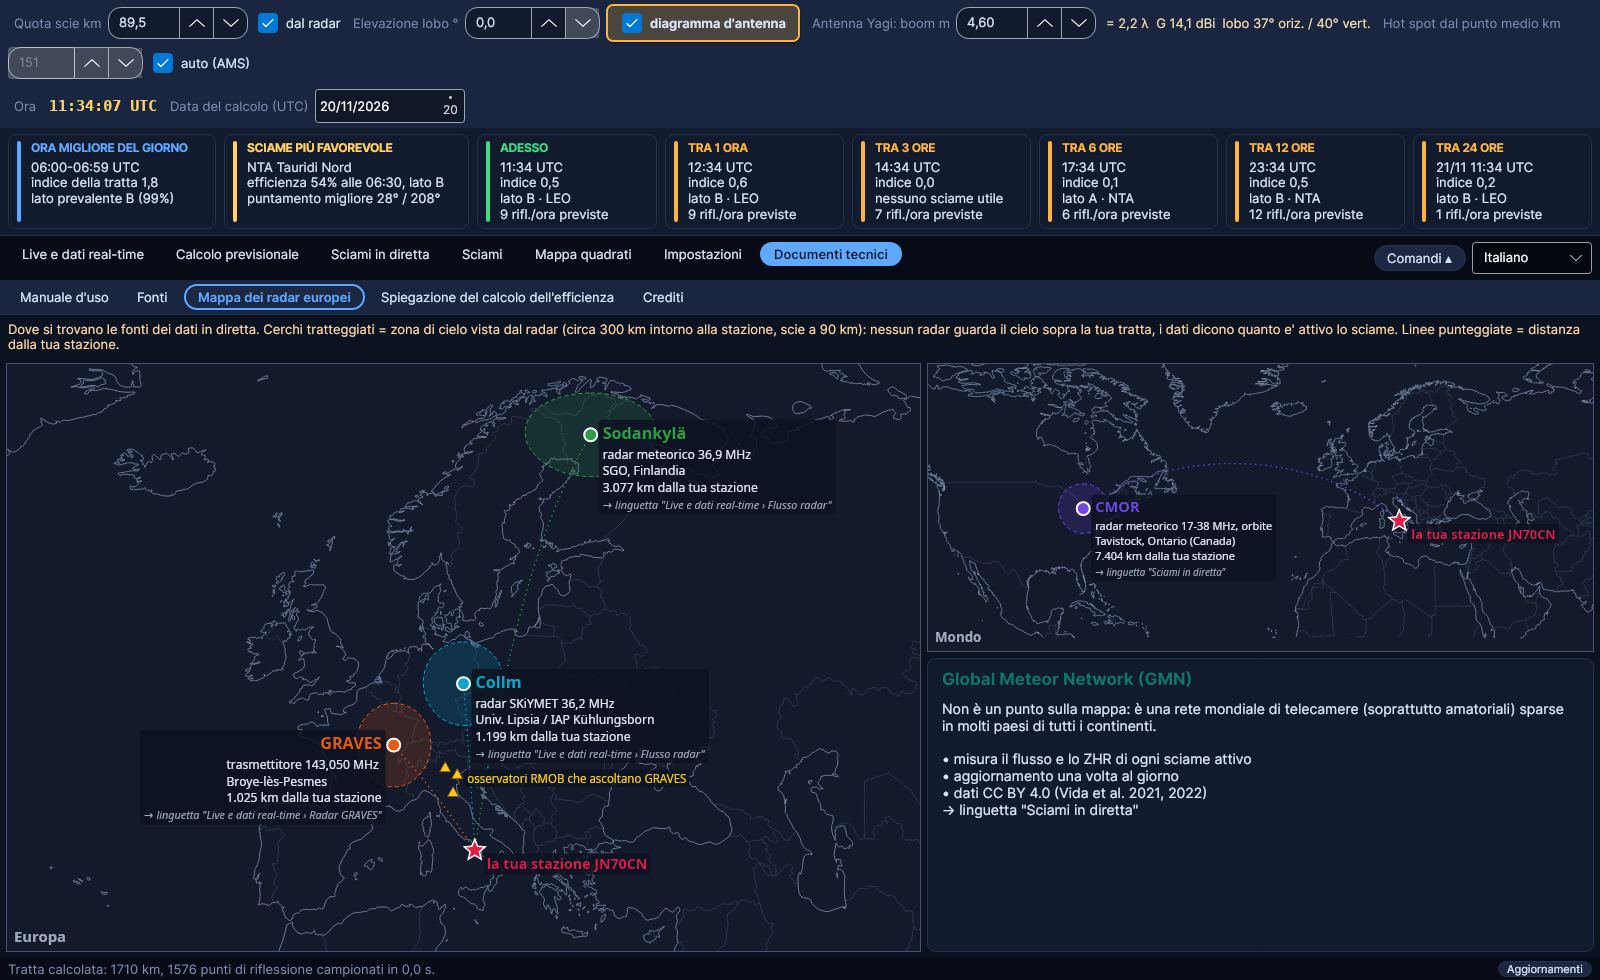 Quota scie km 89,5 dal radar Elevazione lobo ° 0,0 diagramma d'antenna Antenna Yagi: boom m 4,60 = 2,2 λ G 14,1 dBi lobo 37° oriz. / 40° vert. Hot spot dal punto medio km
151 auto (AMS)
Ora 11:34:07 UTC Data del calcolo (UTC) 20/11/2026 20
ORA MIGLIORE DEL GIORNO
06:00-06:59 UTC
indice della tratta 1,8
lato prevalente B (99%)
SCIAME PIÙ FAVOREVOLE
NTA Tauridi Nord
efficienza 54% alle 06:30, lato B
puntamento migliore 28° / 208°
ADESSO
11:34 UTC
indice 0,5
lato B · LEO
9 rifl./ora previste
TRA 1 ORA
12:34 UTC
indice 0,6
lato B · LEO
9 rifl./ora previste
TRA 3 ORE
14:34 UTC
indice 0,0
nessuno sciame utile
7 rifl./ora previste
TRA 6 ORE
17:34 UTC
indice 0,1
lato A · NTA
6 rifl./ora previste
TRA 12 ORE
23:34 UTC
indice 0,5
lato B · NTA
12 rifl./ora previste
TRA 24 ORE
21/11 11:34 UTC
indice 0,2
lato B · LEO
1 rifl./ora previste
Live e dati real-time Calcolo previsionale Sciami in diretta Sciami Mappa quadrati Impostazioni Documenti tecnici Comandi ▴ Italiano
Manuale d'uso Fonti Mappa dei radar europei Spiegazione del calcolo dell'efficienza Crediti
Dove si trovano le fonti dei dati in diretta. Cerchi tratteggiati = zona di cielo vista dal radar (circa 300 km intorno alla stazione, scie a 90 km): nessun radar guarda il cielo sopra la tua tratta, i dati dicono quanto e' attivo lo sciame. Linee punteggiate = distanza
dalla tua stazione.
Sodankylä
radar meteorico 36,9 MHz
SGO, Finlandia
3.077 km dalla tua stazione
→ linguetta "Live e dati real-time › Flusso radar"
Collm
radar SKiYMET 36,2 MHz
Univ. Lipsia / IAP Kühlungsborn
1.199 km dalla tua stazione
→ linguetta "Live e dati real-time › Flusso radar"
GRAVES
trasmettitore 143,050 MHz
Broye-lès-Pesmes
1.025 km dalla tua stazione
→ linguetta "Live e dati real-time › Radar GRAVES"
osservatori RMOB che ascoltano GRAVES
la tua stazione JN70CN
Europa
CMOR
radar meteorico 17-38 MHz, orbite
Tavistock, Ontario (Canada)
7.404 km dalla tua stazione
→ linguetta "Sciami in diretta"
la tua stazione JN70CN
Mondo
Global Meteor Network (GMN)
Non è un punto sulla mappa: è una rete mondiale di telecamere (soprattutto amatoriali) sparse
in molti paesi di tutti i continenti.
• misura il flusso e lo ZHR di ogni sciame attivo
• aggiornamento una volta al giorno
• dati CC BY 4.0 (Vida et al. 2021, 2022)
→ linguetta "Sciami in diretta"
Tratta calcolata: 1710 km, 1576 punti di riflessione campionati in 0,0 s. Aggiornamenti